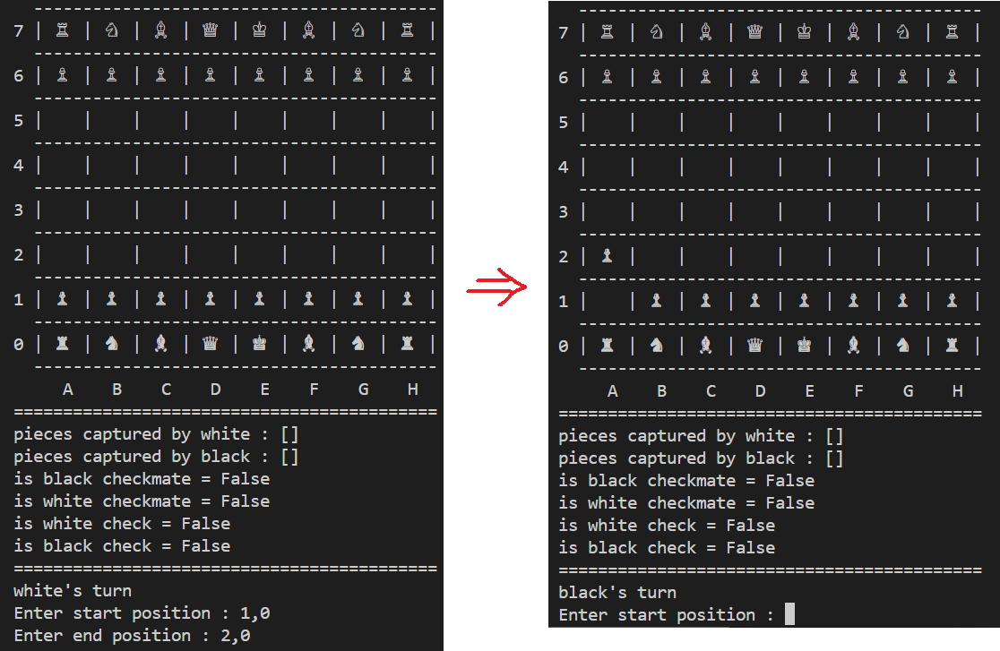 -----------------------------------------
7 | ♖ | ♘ | ♗ | ♕ | ♔ | ♗ | ♘ | ♖ |
-----------------------------------------
6 | ♙ | ♙ | ♙ | ♙ | ♙ | ♙ | ♙ | ♙ |
-----------------------------------------
5 |   |   |   |   |   |   |   |   |
-----------------------------------------
4 |   |   |   |   |   |   |   |   |
-----------------------------------------
3 |   |   |   |   |   |   |   |   |
-----------------------------------------
2 |   |   |   |   |   |   |   |   |
-----------------------------------------
1 | ♟ | ♟ | ♟ | ♟ | ♟ | ♟ | ♟ | ♟ |
-----------------------------------------
0 | ♜ | ♞ | ♝ | ♛ | ♚ | ♝ | ♞ | ♜ |
-----------------------------------------
A B C D E F G H
===========================================
pieces captured by white : []
pieces captured by black : []
is black checkmate = False
is white checkmate = False
is white check = False
is black check = False
===========================================
white's turn
Enter start position : 1,0
Enter end position : 2,0
-----------------------------------------
7 | ♖ | ♘ | ♗ | ♕ | ♔ | ♗ | ♘ | ♖ |
-----------------------------------------
6 | ♙ | ♙ | ♙ | ♙ | ♙ | ♙ | ♙ | ♙ |
-----------------------------------------
5 |   |   |   |   |   |   |   |   |
-----------------------------------------
4 |   |   |   |   |   |   |   |   |
-----------------------------------------
3 |   |   |   |   |   |   |   |   |
-----------------------------------------
2 | ♟ |   |   |   |   |   |   |   |
-----------------------------------------
1 |   | ♟ | ♟ | ♟ | ♟ | ♟ | ♟ | ♟ |
-----------------------------------------
0 | ♜ | ♞ | ♝ | ♛ | ♚ | ♝ | ♞ | ♜ |
-----------------------------------------
A B C D E F G H
===========================================
pieces captured by white : []
pieces captured by black : []
is black checkmate = False
is white checkmate = False
is white check = False
is black check = False
===========================================
black's turn
Enter start position :